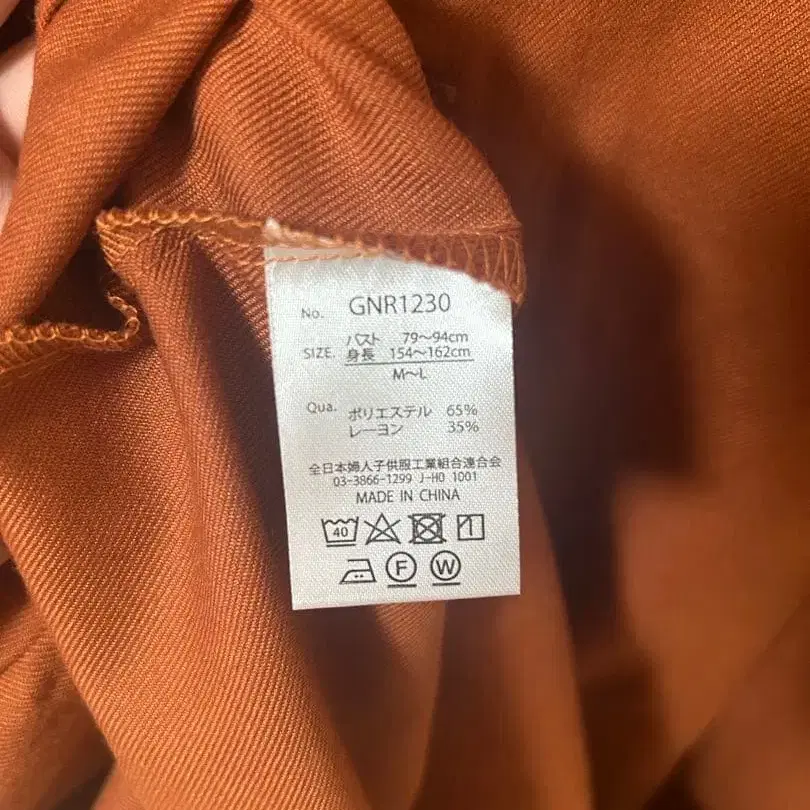 No. GNR1230
SIZE. バスト 79～94cm
身長 154～162cm
M～L
Qua. ポリエステル 65%
レーヨン 35%
全日本婦人子供服工業組合連合会
03-3866-1299 J-HO 1001
MADE IN CHINA
40
F W